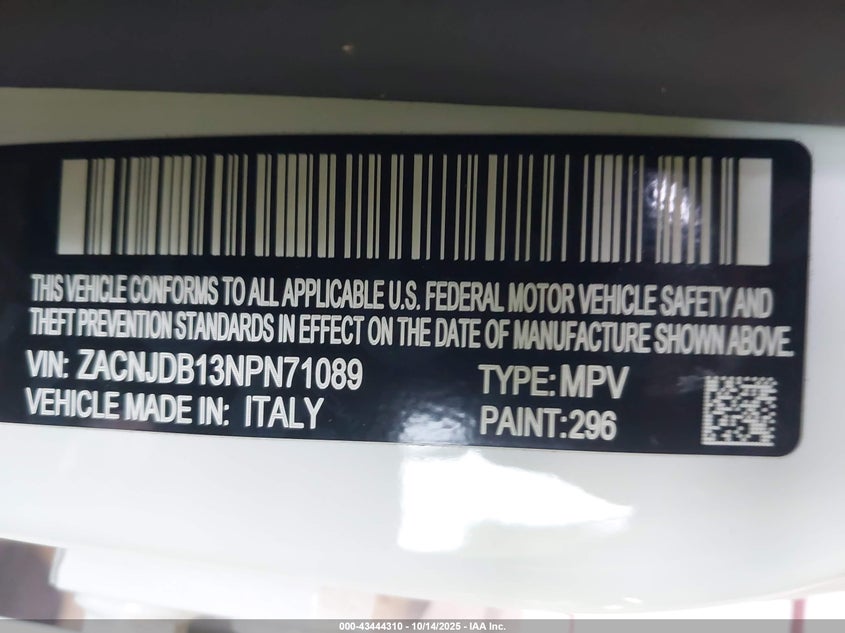 THIS VEHICLE CONFORMS TO ALL APPLICABLE U.S. FEDERAL MOTOR VEHICLE SAFETY AND
THEFT PREVENTION STANDARDS IN EFFECT ON THE DATE OF MANUFACTURE SHOWN ABOVE.
VIN: ZACNJDB13NPN71089 TYPE: MPV
VEHICLE MADE IN: ITALY PAINT: 296
000-43444310 - 10/14/2025 - IAA Inc.